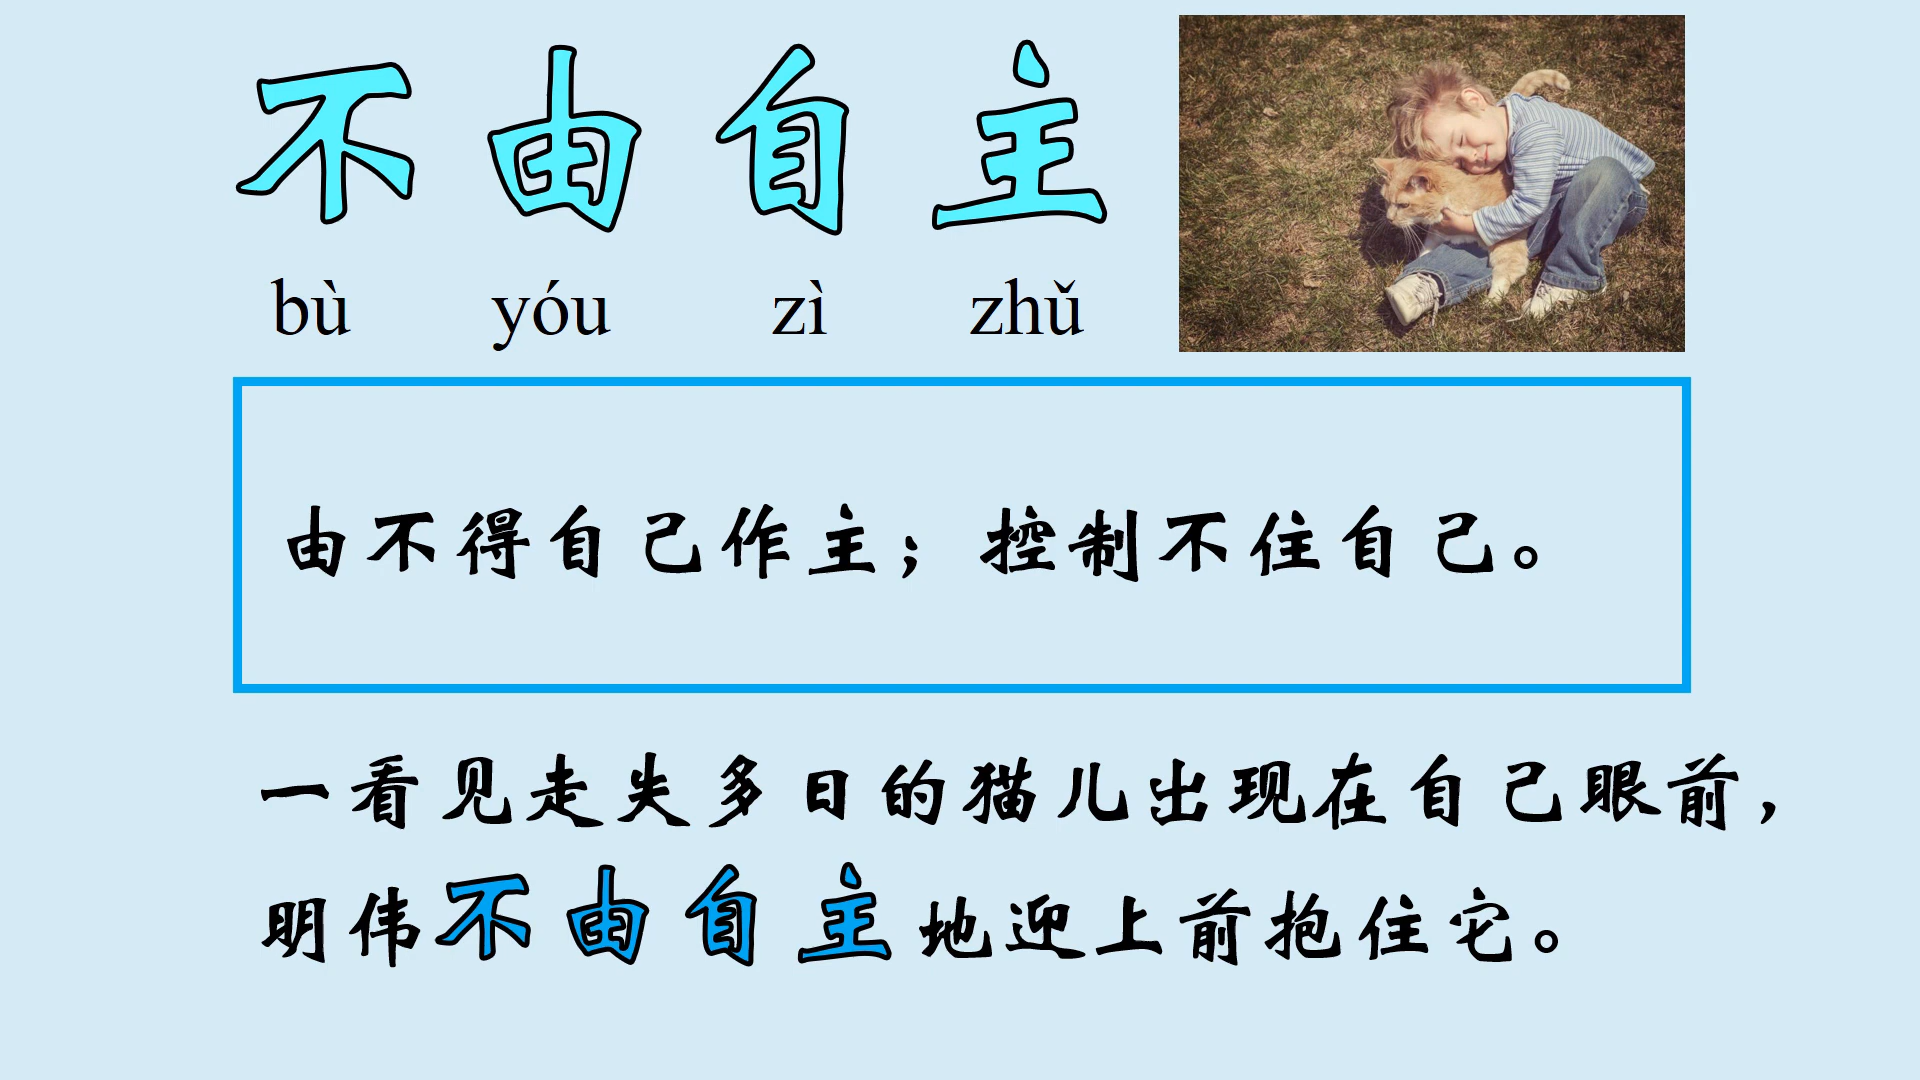 不由自主
bù yóu zì zhǔ
由不得自己作主；控制不住自己。
一看见走失多日的猫儿出现在自己眼前，
明伟不由自主地迎上前抱住它。